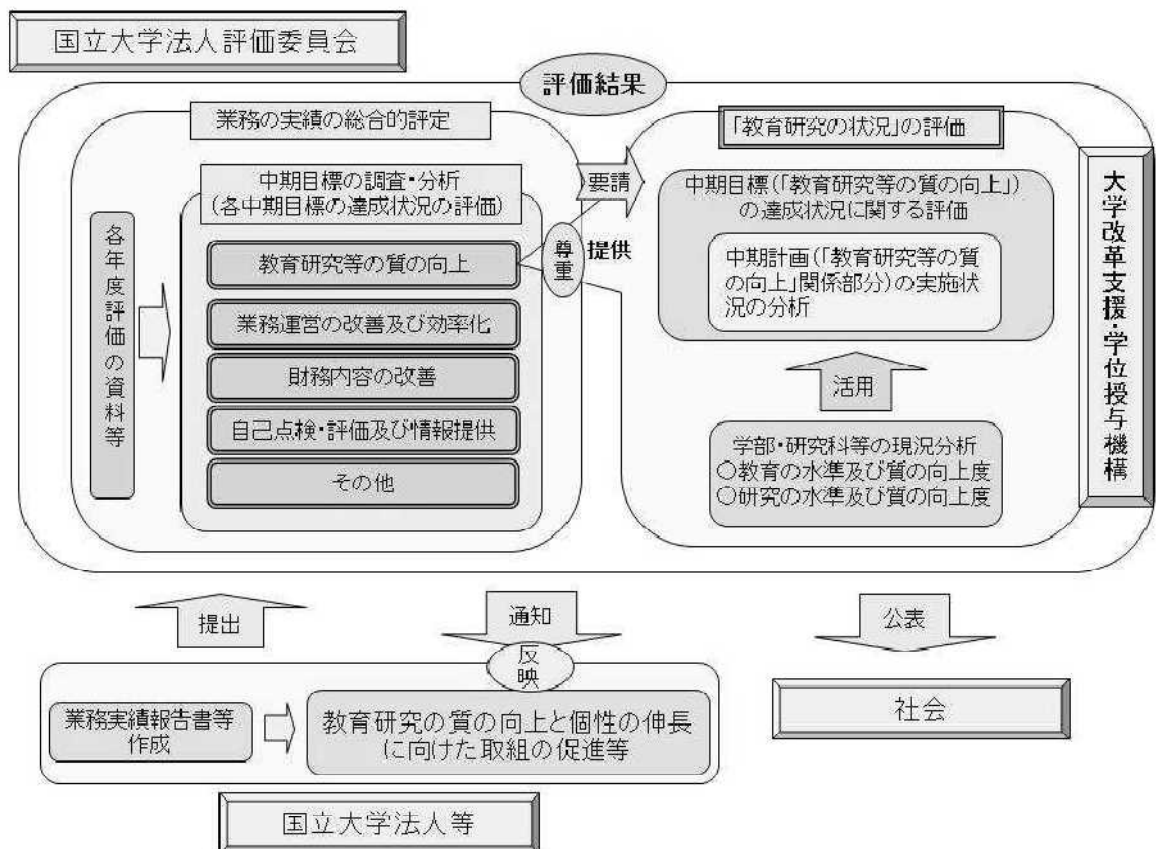 国立大学法人評価委員会
評価結果
業務の実績の総合的評定
「教育研究の状況」の評価
中期目標の調査・分析
(各中期目標の達成状況の評価)
各年度評価の資料等
教育研究等の質の向上
業務運営の改善及び効率化
財務内容の改善
自己点検・評価及び情報提供
その他
要請
尊重
提供
中期目標(「教育研究等の質の向上」)
の達成状況に関する評価
中期計画(「教育研究等の質
の向上」関係部分)の実施状
況の分析
活用
学部・研究科等の現況分析
○教育の水準及び質の向上度
○研究の水準及び質の向上度
大学改革支援・学位授与機構
提出
通知
反映
公表
業務実績報告書等
作成
教育研究の質の向上と個性の伸長
に向けた取組の促進等
社会
国立大学法人等